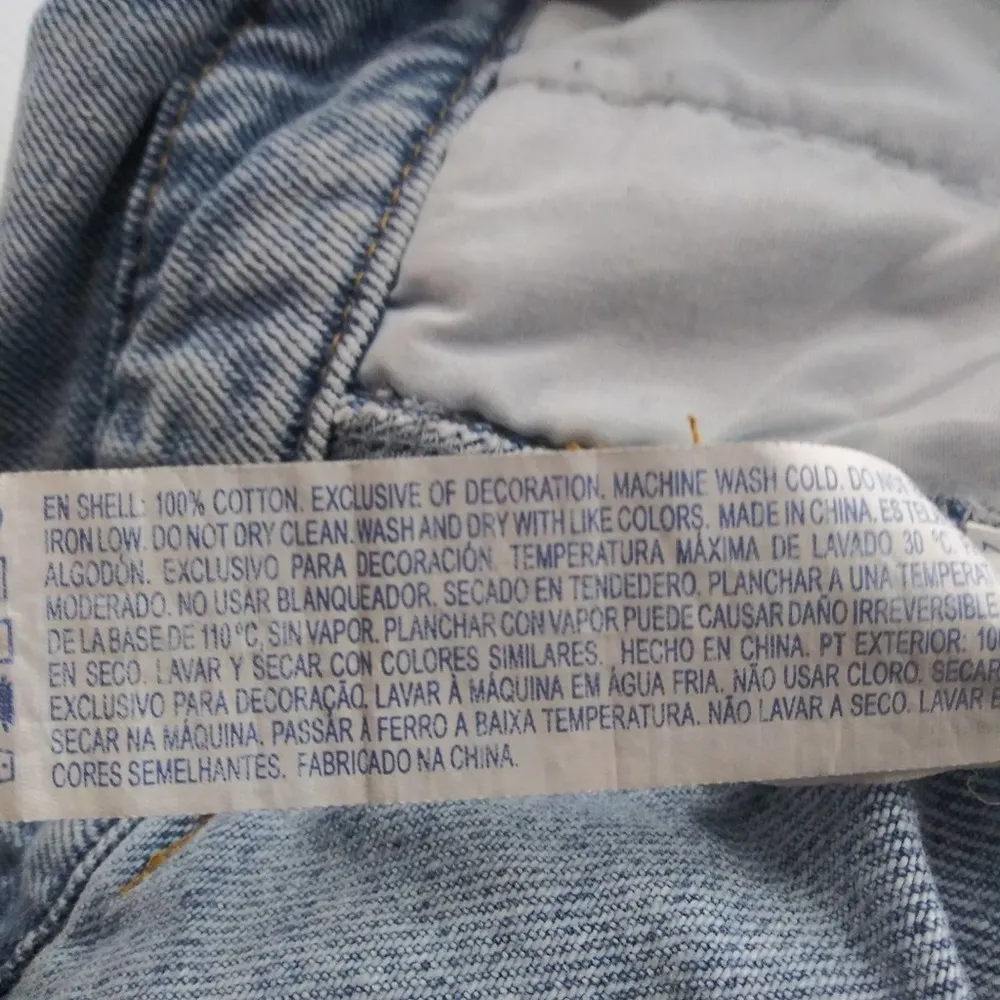 EN SHELL: 100% COTTON. EXCLUSIVE OF DECORATION. MACHINE WASH COLD. DO NOT
IRON LOW. DO NOT DRY CLEAN. WASH AND DRY WITH LIKE COLORS. MADE IN CHINA. ES
ALGODÓN. EXCLUSIVO PARA DECORACIÓN. TEMPERATURA MÁXIMA DE LAVADO 30 °C.
MODERADO. NO USAR BLANQUEADOR. SECADO EN TENDEDERO. PLANCHAR A UNA TEMPERAT
DE LA BASE DE 110 °C, SIN VAPOR. PLANCHAR CON VAPOR PUEDE CAUSAR DAÑO IRREVERSIBLE
EN SECO. LAVAR Y SECAR CON COLORES SIMILARES. HECHO EN CHINA. PT EXTERIOR: 10
EXCLUSIVO PARA DECORAÇÃO. LAVAR À MÁQUINA EM ÁGUA FRIA. NÃO USAR CLORO. SECAR
SECAR NA MÁQUINA. PASSAR A FERRO A BAIXA TEMPERATURA. NÃO LAVAR A SECO. LAVAR E
CORES SEMELHANTES. FABRICADO NA CHINA.